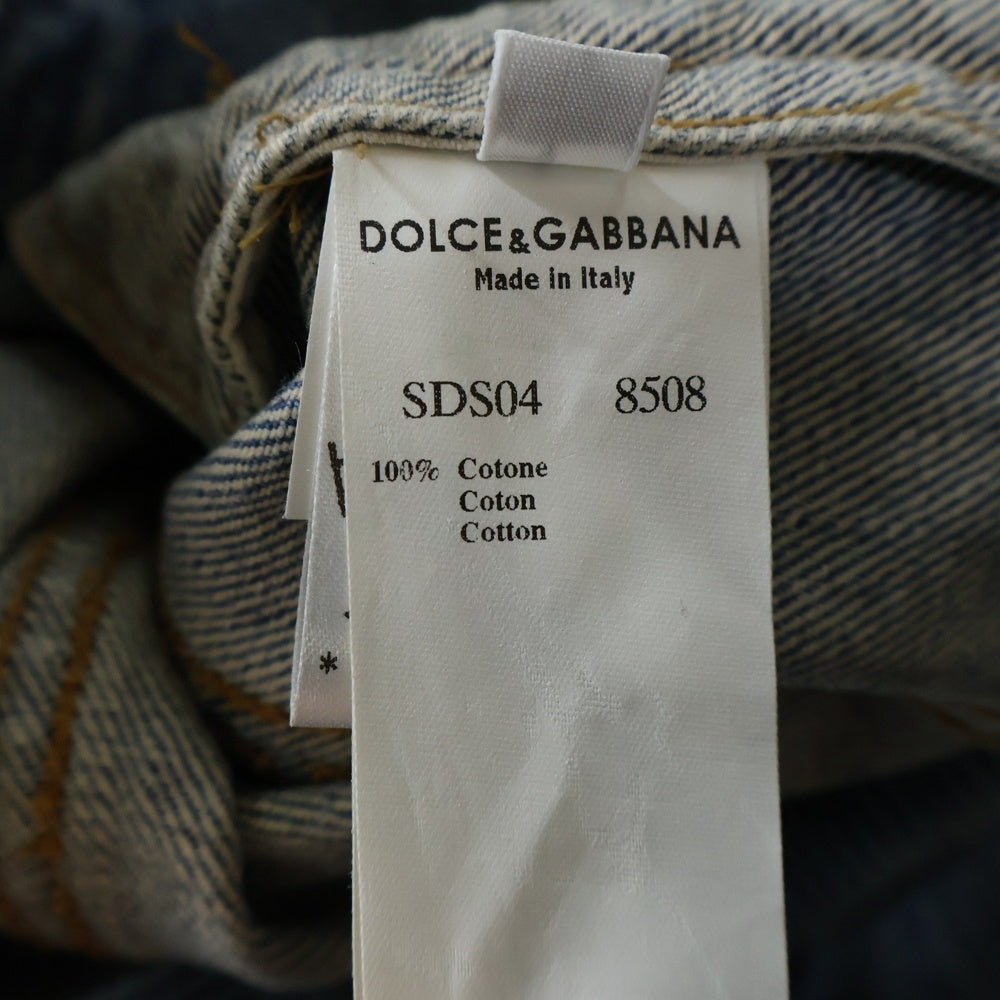 DOLCE&GABBANA
Made in Italy
SDS04 8508
100% Cotone
Coton
Cotton
*